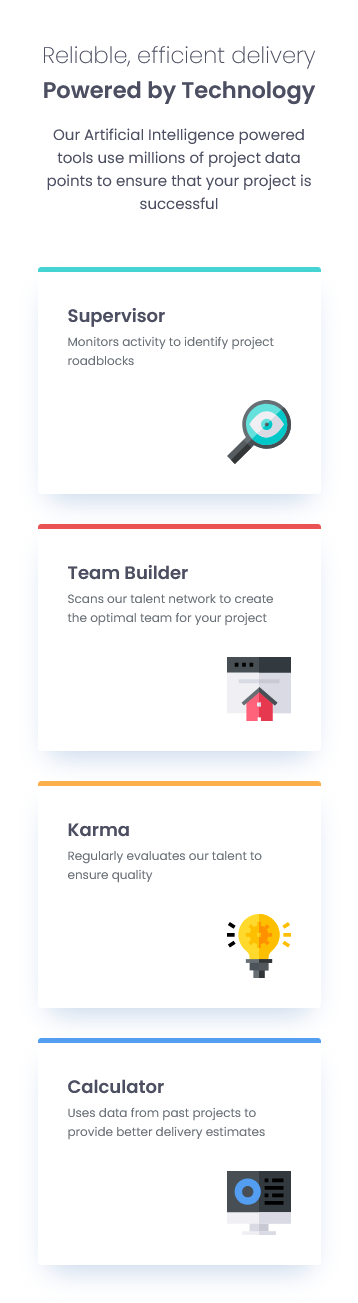 Reliable, efficient delivery
Powered by Technology
Our Artificial Intelligence powered
tools use millions of project data
points to ensure that your project is
successful
Supervisor
Monitors activity to identify project
roadblocks
Team Builder
Scans our talent network to create
the optimal team for your project
Karma
Regularly evaluates our talent to
ensure quality
Calculator
Uses data from past projects to
provide better delivery estimates